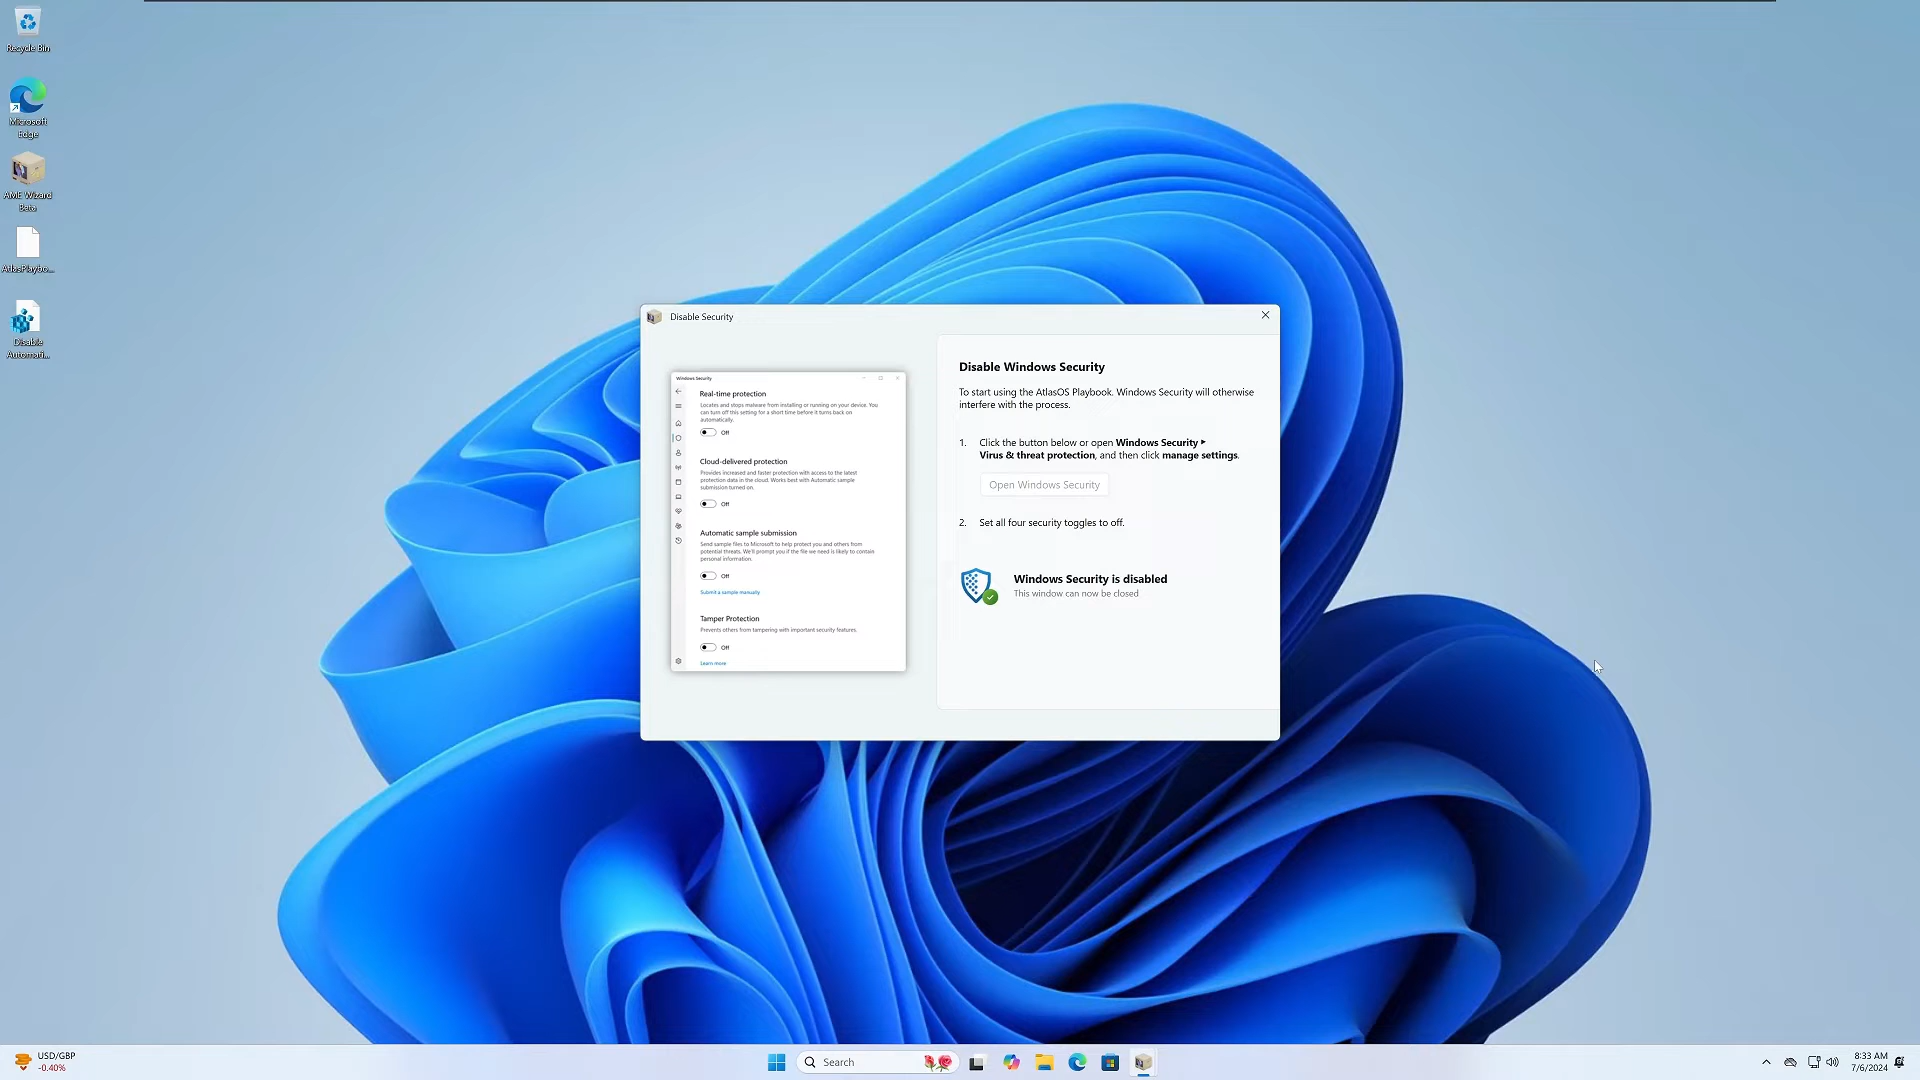 Recycle Bin
Microsoft
Edge
AME Wizard
Beta
AtlasPlaybo...
Disable
Automati...
Disable Security
Windows Security
Real-time protection
Locates and stops malware from installing or running on your device. You
can turn off this setting for a short time before it turns back on
automatically.
Off
Cloud-delivered protection
Provides increased and faster protection with access to the latest
protection data in the cloud. Works best with Automatic sample
submission turned on.
Off
Automatic sample submission
Send sample files to Microsoft to help protect you and others from
potential threats. We'll prompt you if the file we need is likely to contain
personal information.
Off
Submit a sample manually
Tamper Protection
Prevents others from tampering with important security features.
Off
Learn more
Disable Windows Security
To start using the AtlasOS Playbook. Windows Security will otherwise
interfere with the process.
1. Click the button below or open Windows Security ▸
Virus & threat protection, and then click manage settings.
Open Windows Security
2. Set all four security toggles to off.
Windows Security is disabled
This window can now be closed
USD/GBP
-0.40%
Search
8:33 AM
7/6/2024